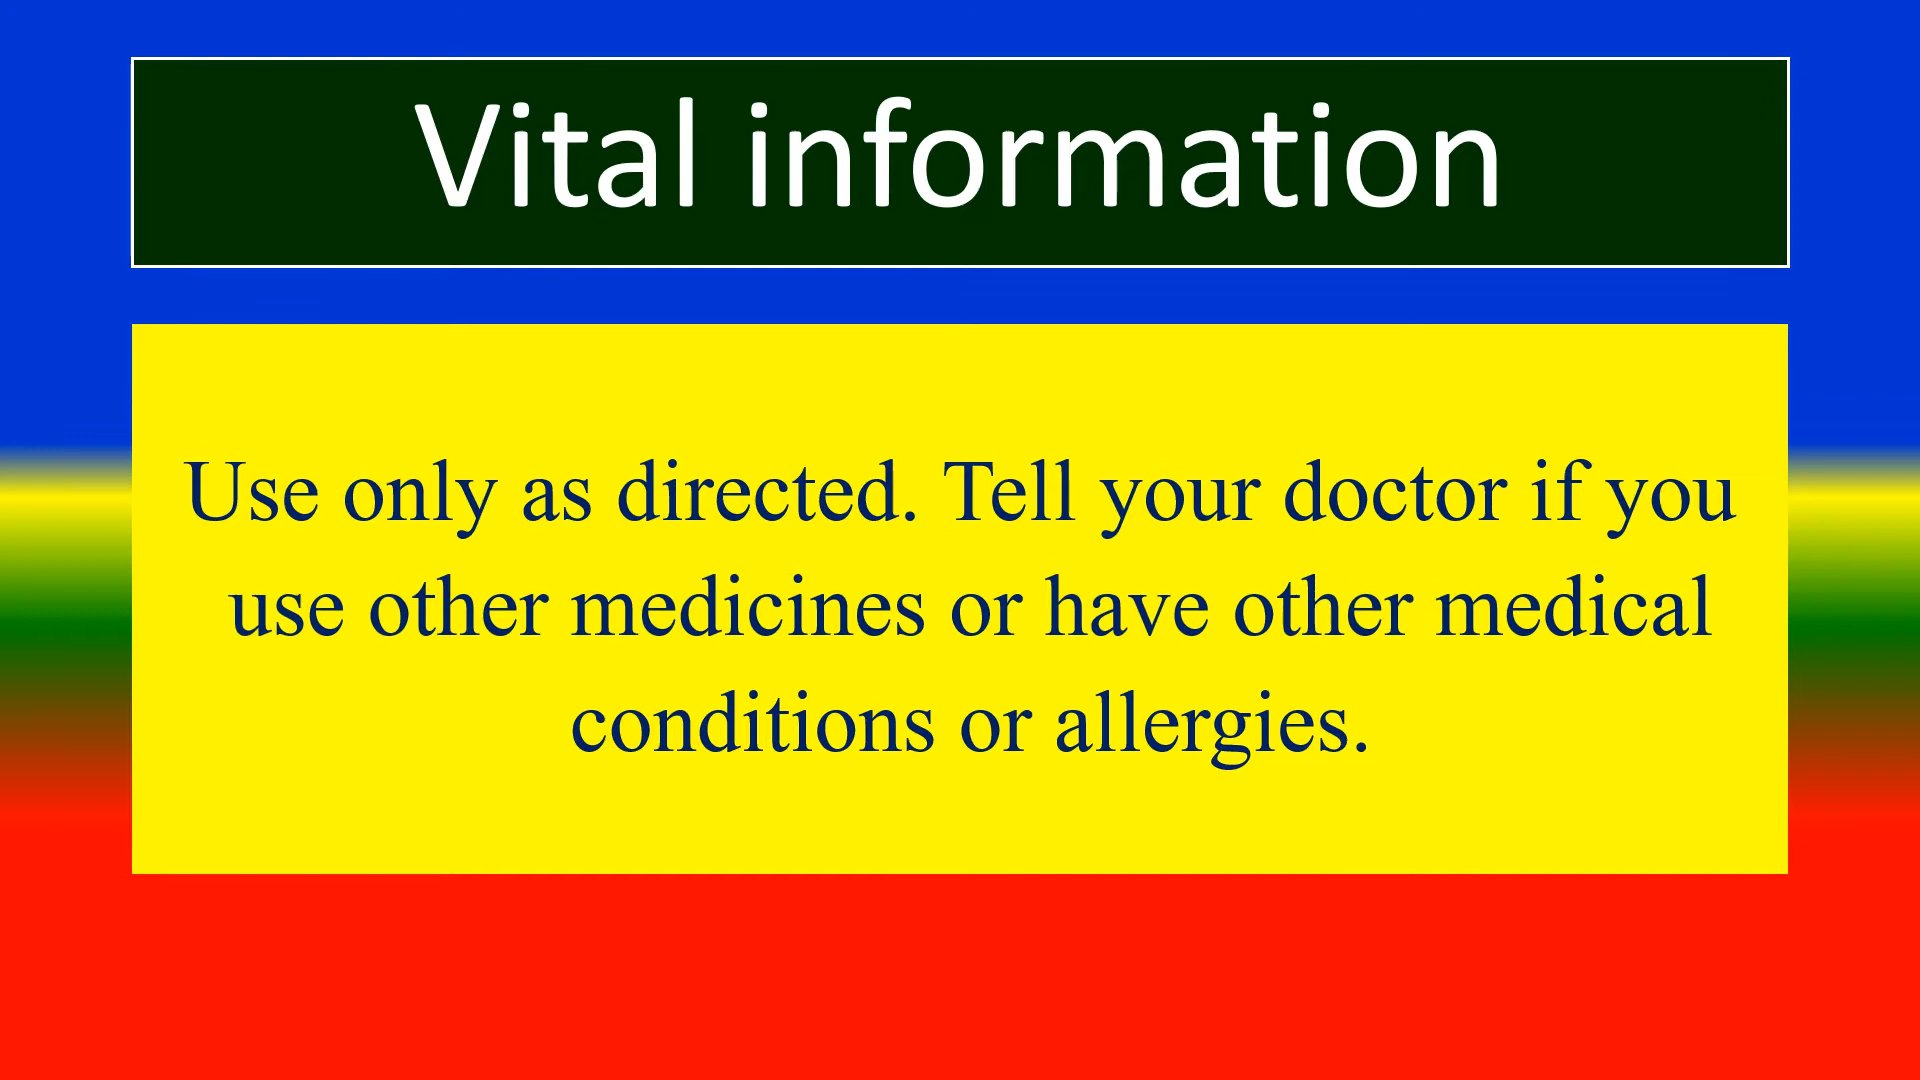 Vital information
Use only as directed. Tell your doctor if you
use other medicines or have other medical
conditions or allergies.